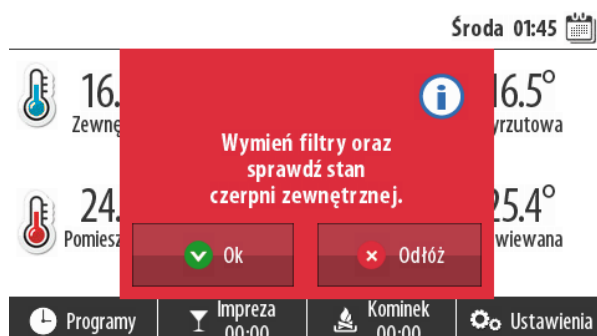 Środa 01:45
16.
Zewnę
16.5°
yrzutowa
Wymień filtry oraz
sprawdź stan
czerpni zewnętrznej.
24.
Pomiesz
25.4°
wiewana
Ok
Odłóż
Programy
Impreza
00:00
Kominek
00:00
Ustawienia